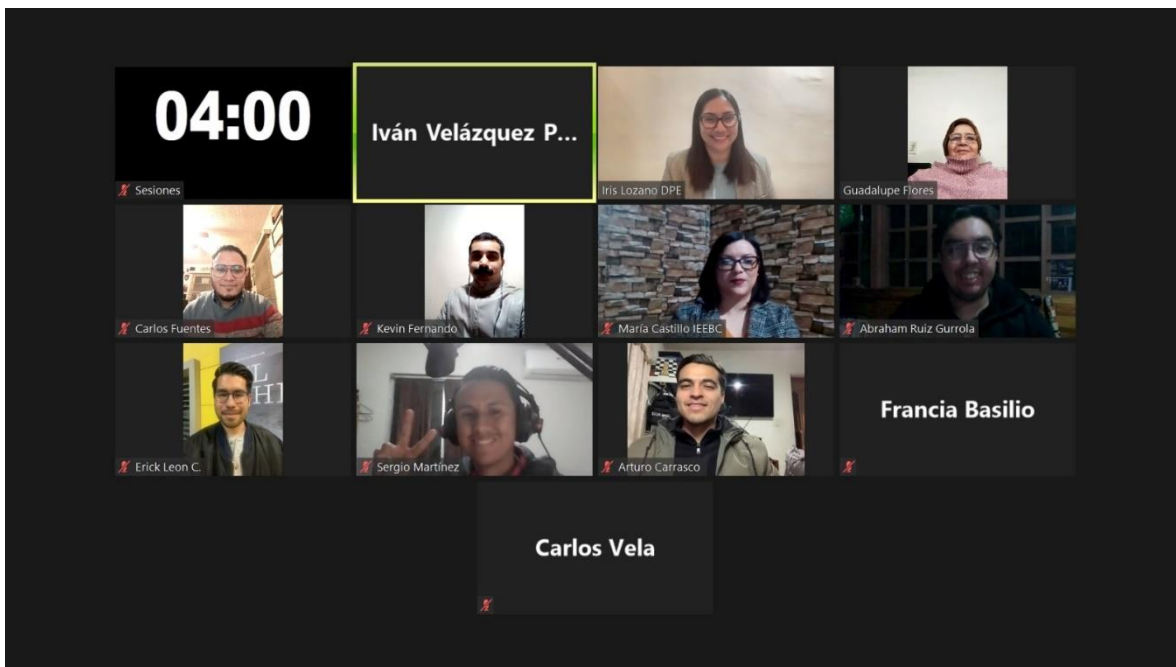 04:00
Iván Velázquez P...
Sesiones
Iris Lozano DPE
Guadalupe Flores
Carlos Fuentes
Kevin Fernando
María Castillo IEEBC
Abraham Ruiz Gurrola
Erick Leon C.
Sergio Martínez
Arturo Carrasco
Francia Basilio
Carlos Vela